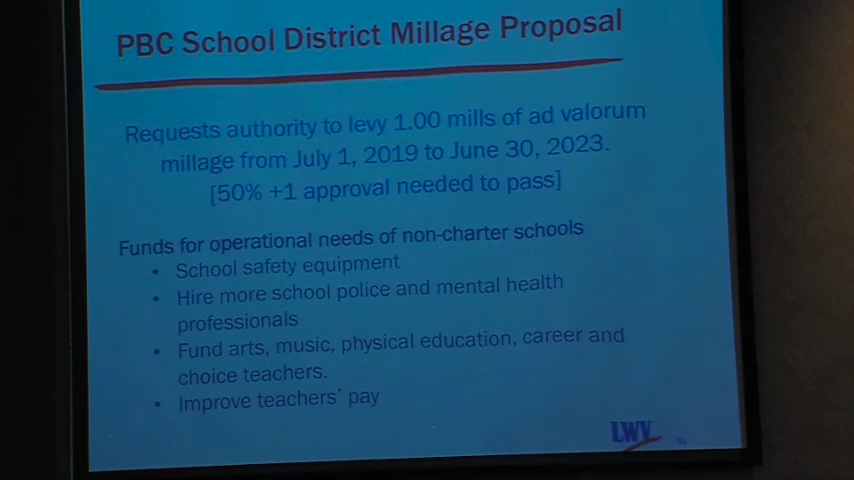 PBC School District Millage Proposal
Requests authority to levy 1.00 mills of ad valorum
millage from July 1, 2019 to June 30, 2023.
[50% +1 approval needed to pass]
Funds for operational needs of non-charter schools
• School safety equipment
• Hire more school police and mental health
professionals
• Fund arts, music, physical education, career and
choice teachers.
• Improve teachers' pay
LWV